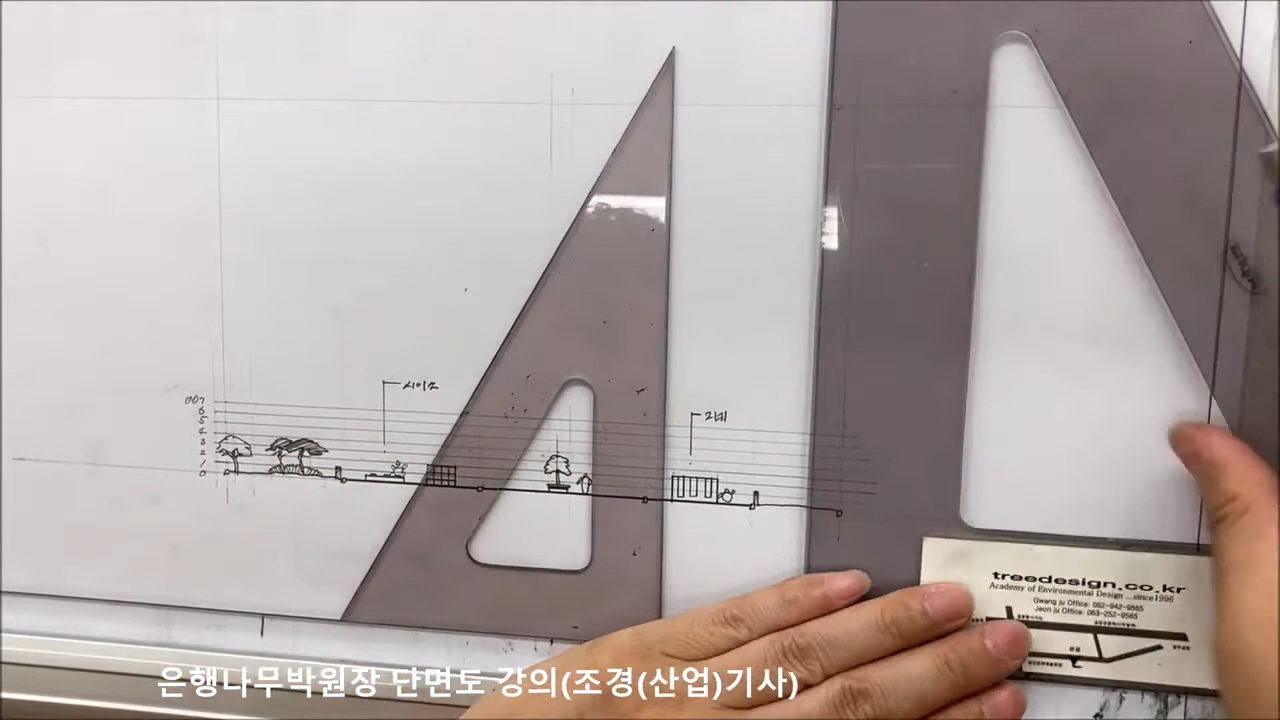 시이소
그네
007
6
5
4
3
2
1
0
treedesign.co.kr
Academy of Environmental Design ...since1996
Gwang ju Office: 062-942-9565
Jeon ju Office: 063-252-9565
은행나무박원장 단면도 강의(조경(산업)기사)